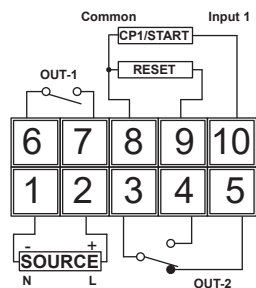 Common Input 1
CP1/START
RESET
OUT-1
6 7 8 9 10
1 2 3 4 5
- +
SOURCE
N L
OUT-2